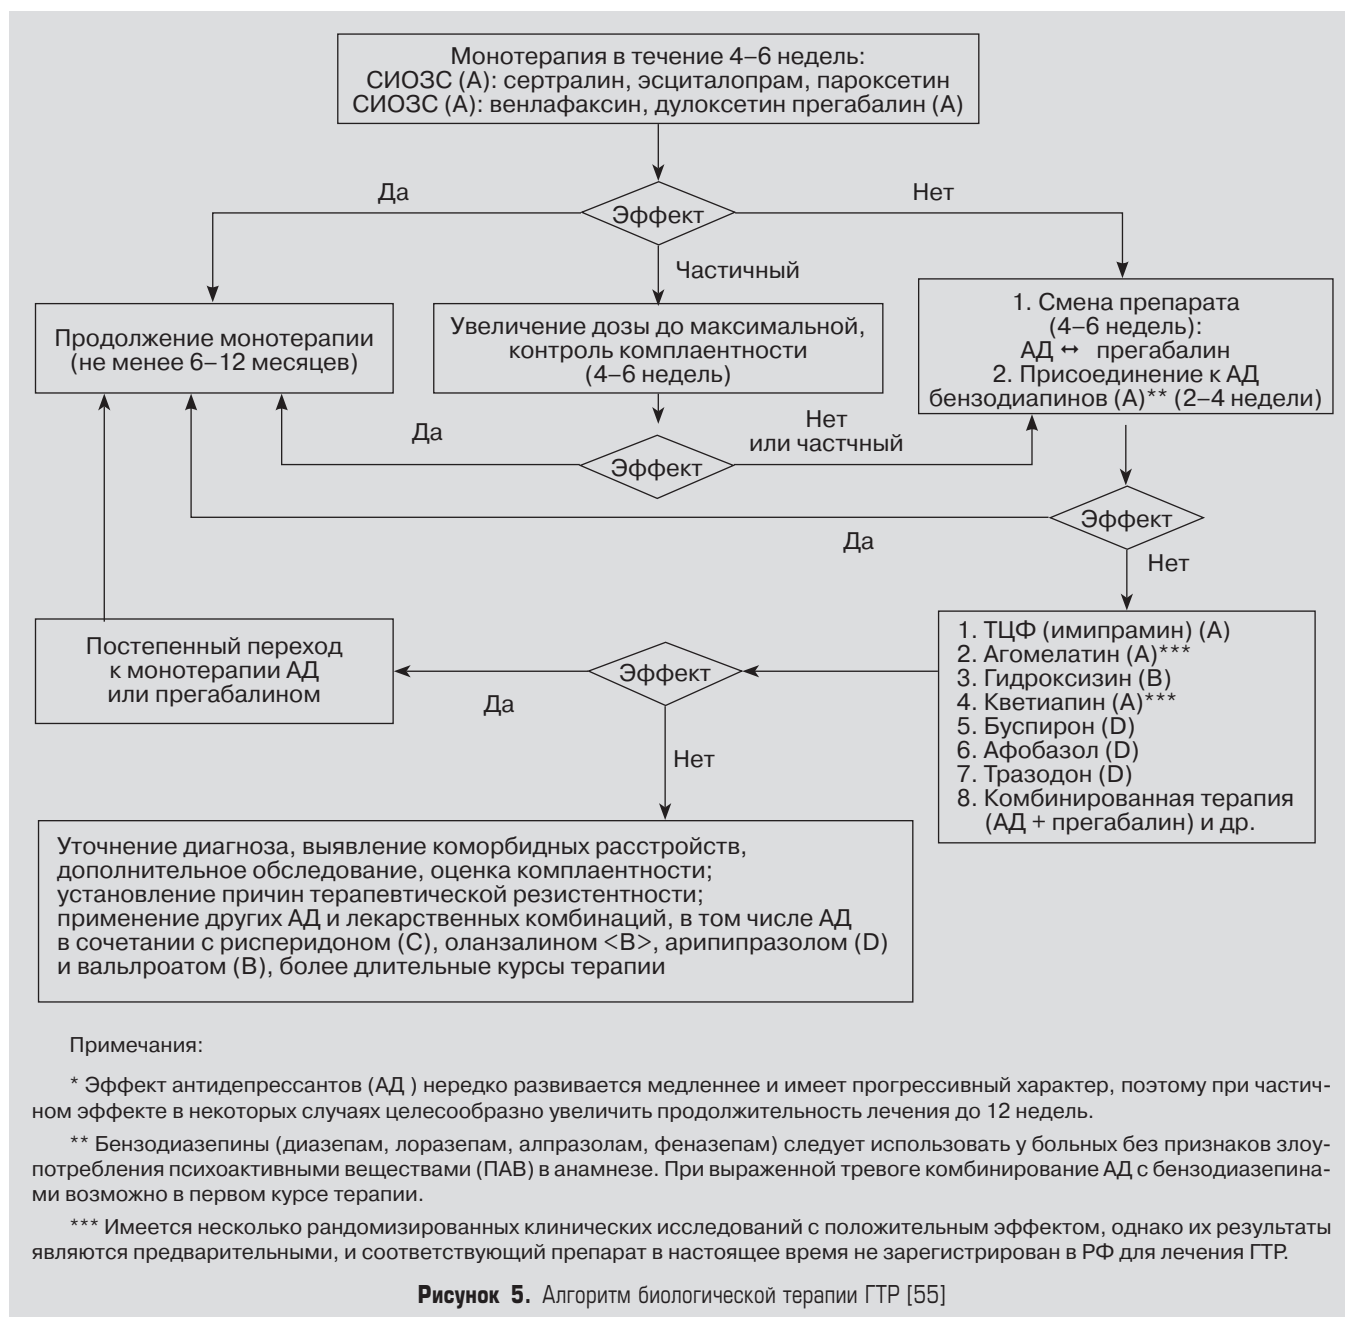 Монотерапия в течение 4–6 недель:
СИОЗС (А): сертралин, эсциталопрам, пароксетин
СИОЗС (А): венлафаксин, дулоксетин прегабалин (А)
Да
Эффект
Нет
Частичный
Продолжение монотерапии
(не менее 6–12 месяцев)
Увеличение дозы до максимальной,
контроль комплаентности
(4–6 недель)
1. Смена препарата
(4–6 недель):
АД ↔ прегабалин
2. Присоединение к АД
бензодиапинов (А)** (2–4 недели)
Да
Эффект
Нет
или частчный
Эффект
Да
Нет
Постепенный переход
к монотерапии АД
или прегабалином
Да
Эффект
Нет
1. ТЦФ (имипрамин) (А)
2. Агомелатин (А)***
3. Гидроксизин (В)
4. Кветиапин (А)***
5. Буспирон (D)
6. Афобазол (D)
7. Тразодон (D)
8. Комбинированная терапия
(АД + прегабалин) и др.
Уточнение диагноза, выявление коморбидных расстройств,
дополнительное обследование, оценка комплаентности;
установление причин терапевтической резистентности;
применение других АД и лекарственных комбинаций, в том числе АД
в сочетании с рисперидоном (С), оланзалином <В>, арипипразолом (D)
и вальлроатом (В), более длительные курсы терапии
Примечания:
* Эффект антидепрессантов (АД ) нередко развивается медленнее и имеет прогрессивный характер, поэтому при частич-
ном эффекте в некоторых случаях целесообразно увеличить продолжительность лечения до 12 недель.
** Бензодиазепины (диазепам, лоразепам, алпразолам, феназепам) следует использовать у больных без признаков злоу-
потребления психоактивными веществами (ПАВ) в анамнезе. При выраженной тревоге комбинирование АД с бензодиазепина-
ми возможно в первом курсе терапии.
*** Имеется несколько рандомизированных клинических исследований с положительным эффектом, однако их результаты
являются предварительными, и соответствующий препарат в настоящее время не зарегистрирован в РФ для лечения ГТР.
Рисунок 5. Алгоритм биологической терапии ГТР [55]